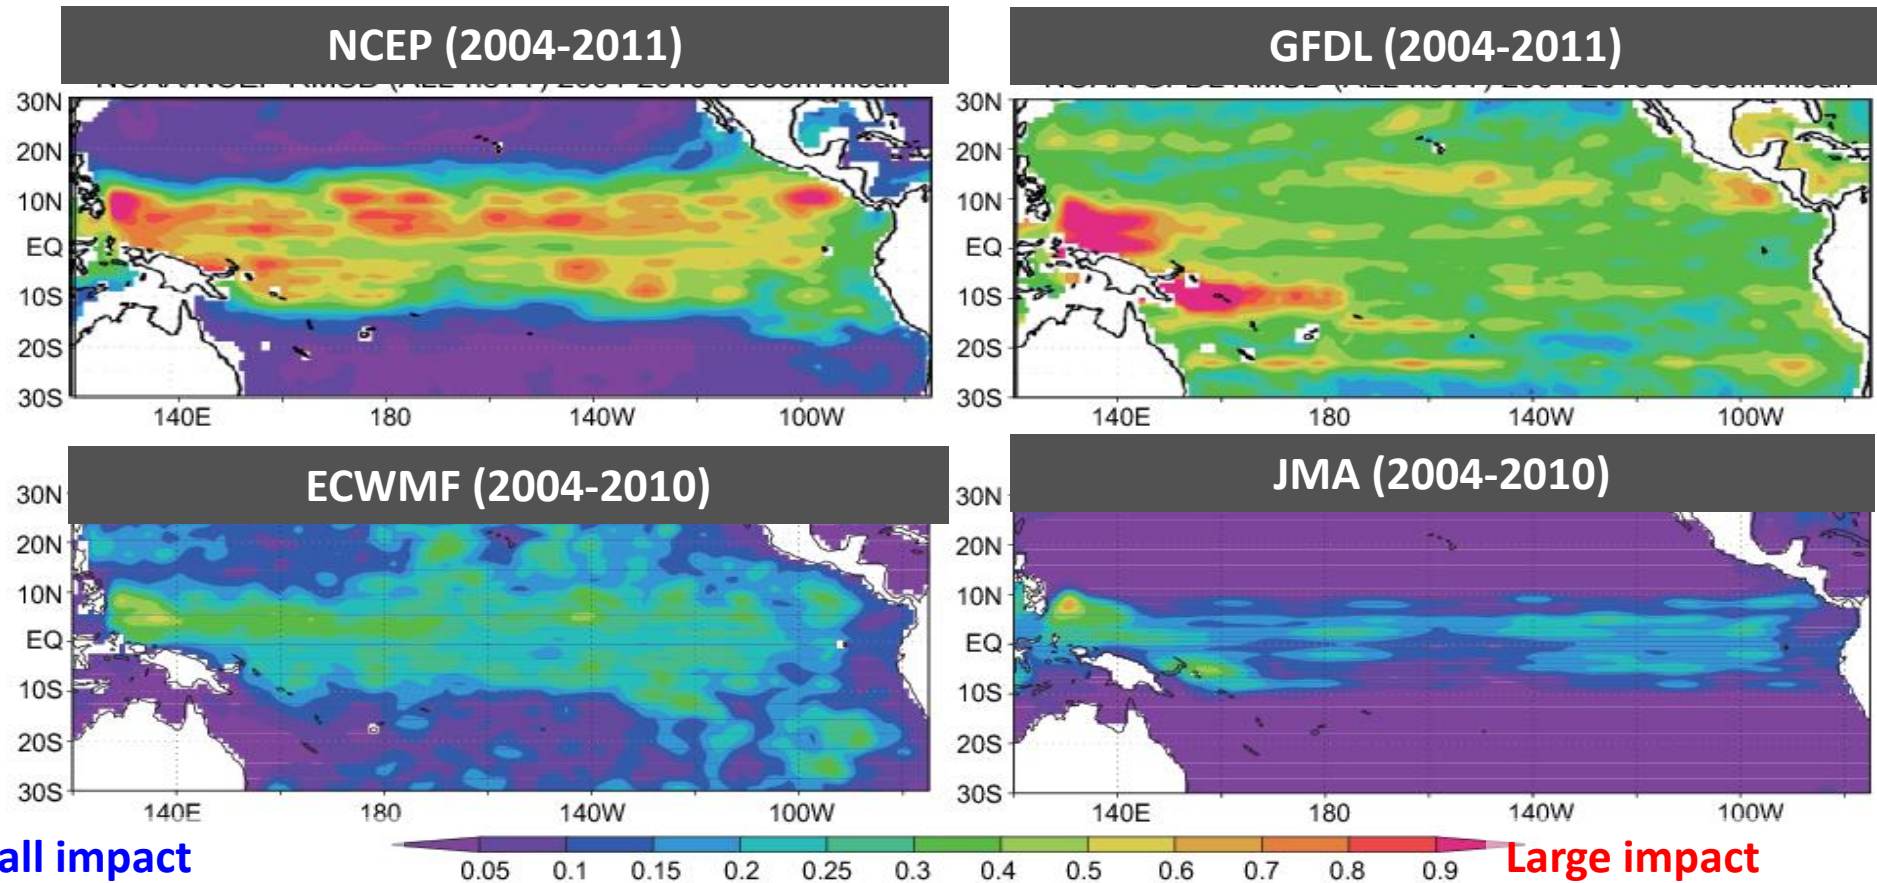 NCEP (2004-2011)
30N
20N
10N
EQ
10S
20S
30S
140E
180
140W
100W
GFDL (2004-2011)
30N
20N
10N
EQ
10S
20S
30S
140E
180
140W
100W
ECWMF (2004-2010)
30N
20N
10N
EQ
10S
20S
30S
140E
180
140W
100W
JMA (2004-2010)
30N
20N
10N
EQ
10S
20S
30S
140E
180
140W
100W
all impact
0.05 0.1 0.15 0.2 0.25 0.3 0.4 0.5 0.6 0.7 0.8 0.9
Large impact